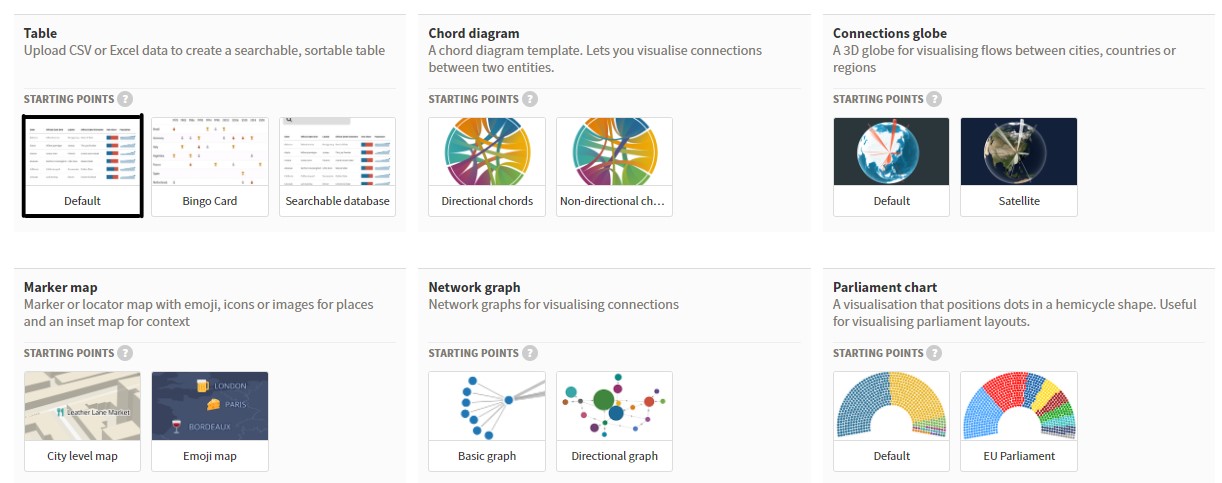 Table
Upload CSV or Excel data to create a searchable, sortable table
STARTING POINTS ?
Default
Bingo Card
Searchable database
Chord diagram
A chord diagram template. Lets you visualise connections
between two entities.
STARTING POINTS ?
Directional chords
Non-directional ch...
Connections globe
A 3D globe for visualising flows between cities, countries or
regions
STARTING POINTS ?
Default
Satellite
Marker map
Marker or locator map with emoji, icons or images for places
and an inset map for context
STARTING POINTS ?
Leather Lane Market
City level map
LONDON
PARIS
BORDEAUX
Emoji map
Network graph
Network graphs for visualising connections
STARTING POINTS ?
Basic graph
Directional graph
Parliament chart
A visualisation that positions dots in a hemicycle shape. Useful
for visualising parliament layouts.
STARTING POINTS ?
Default
EU Parliament